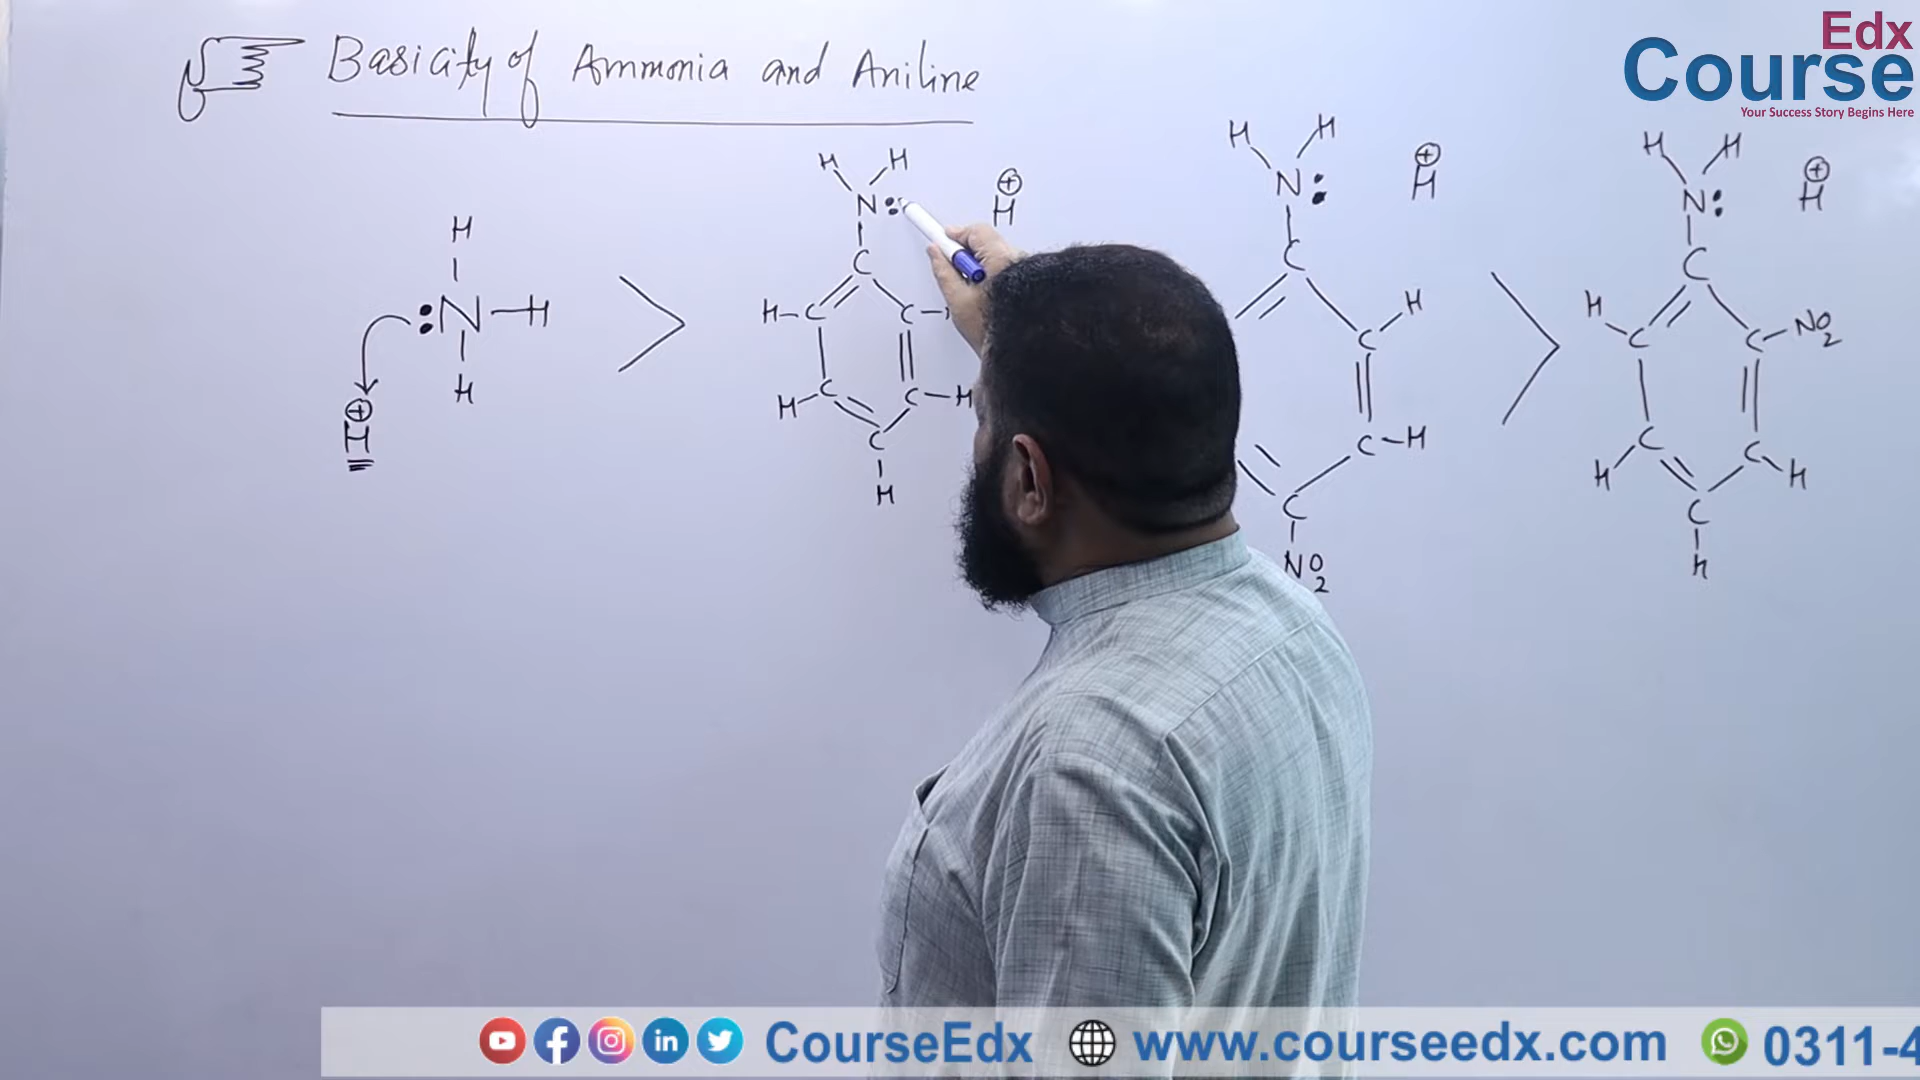 Basicity of Ammonia and Aniline
Edx
Course
Your Success Story Begins Here
H
:N-H
H
⊕
H
>
H H
N:
C
H-C C-
H-C C-H
C
H
⊕
H
H H
N:
C
C H
C-H
C
NO2
⊕
H
>
H H
N:
C
H C C-NO2
H C C H
C
H
⊕
H
CourseEdx
www.courseedx.com
0311-4